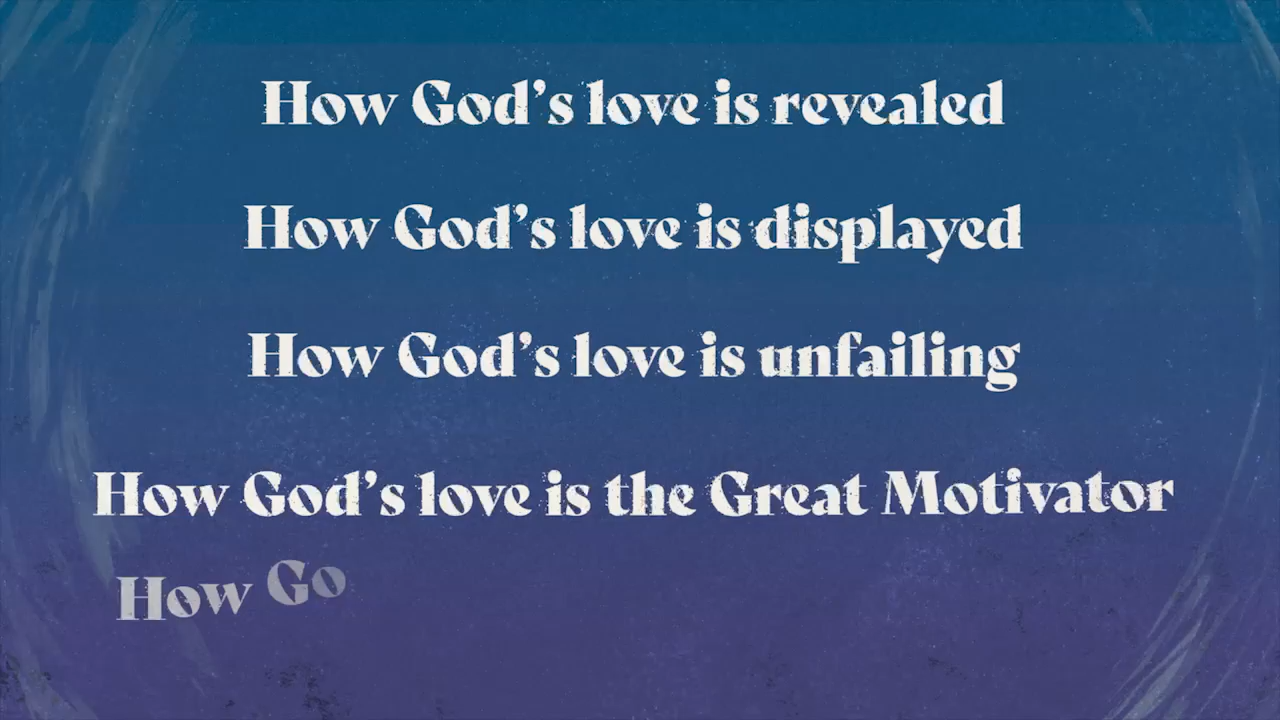 How God's love is revealed
How God's love is displayed
How God's love is unfailing
How God's love is the Great Motivator
How Go